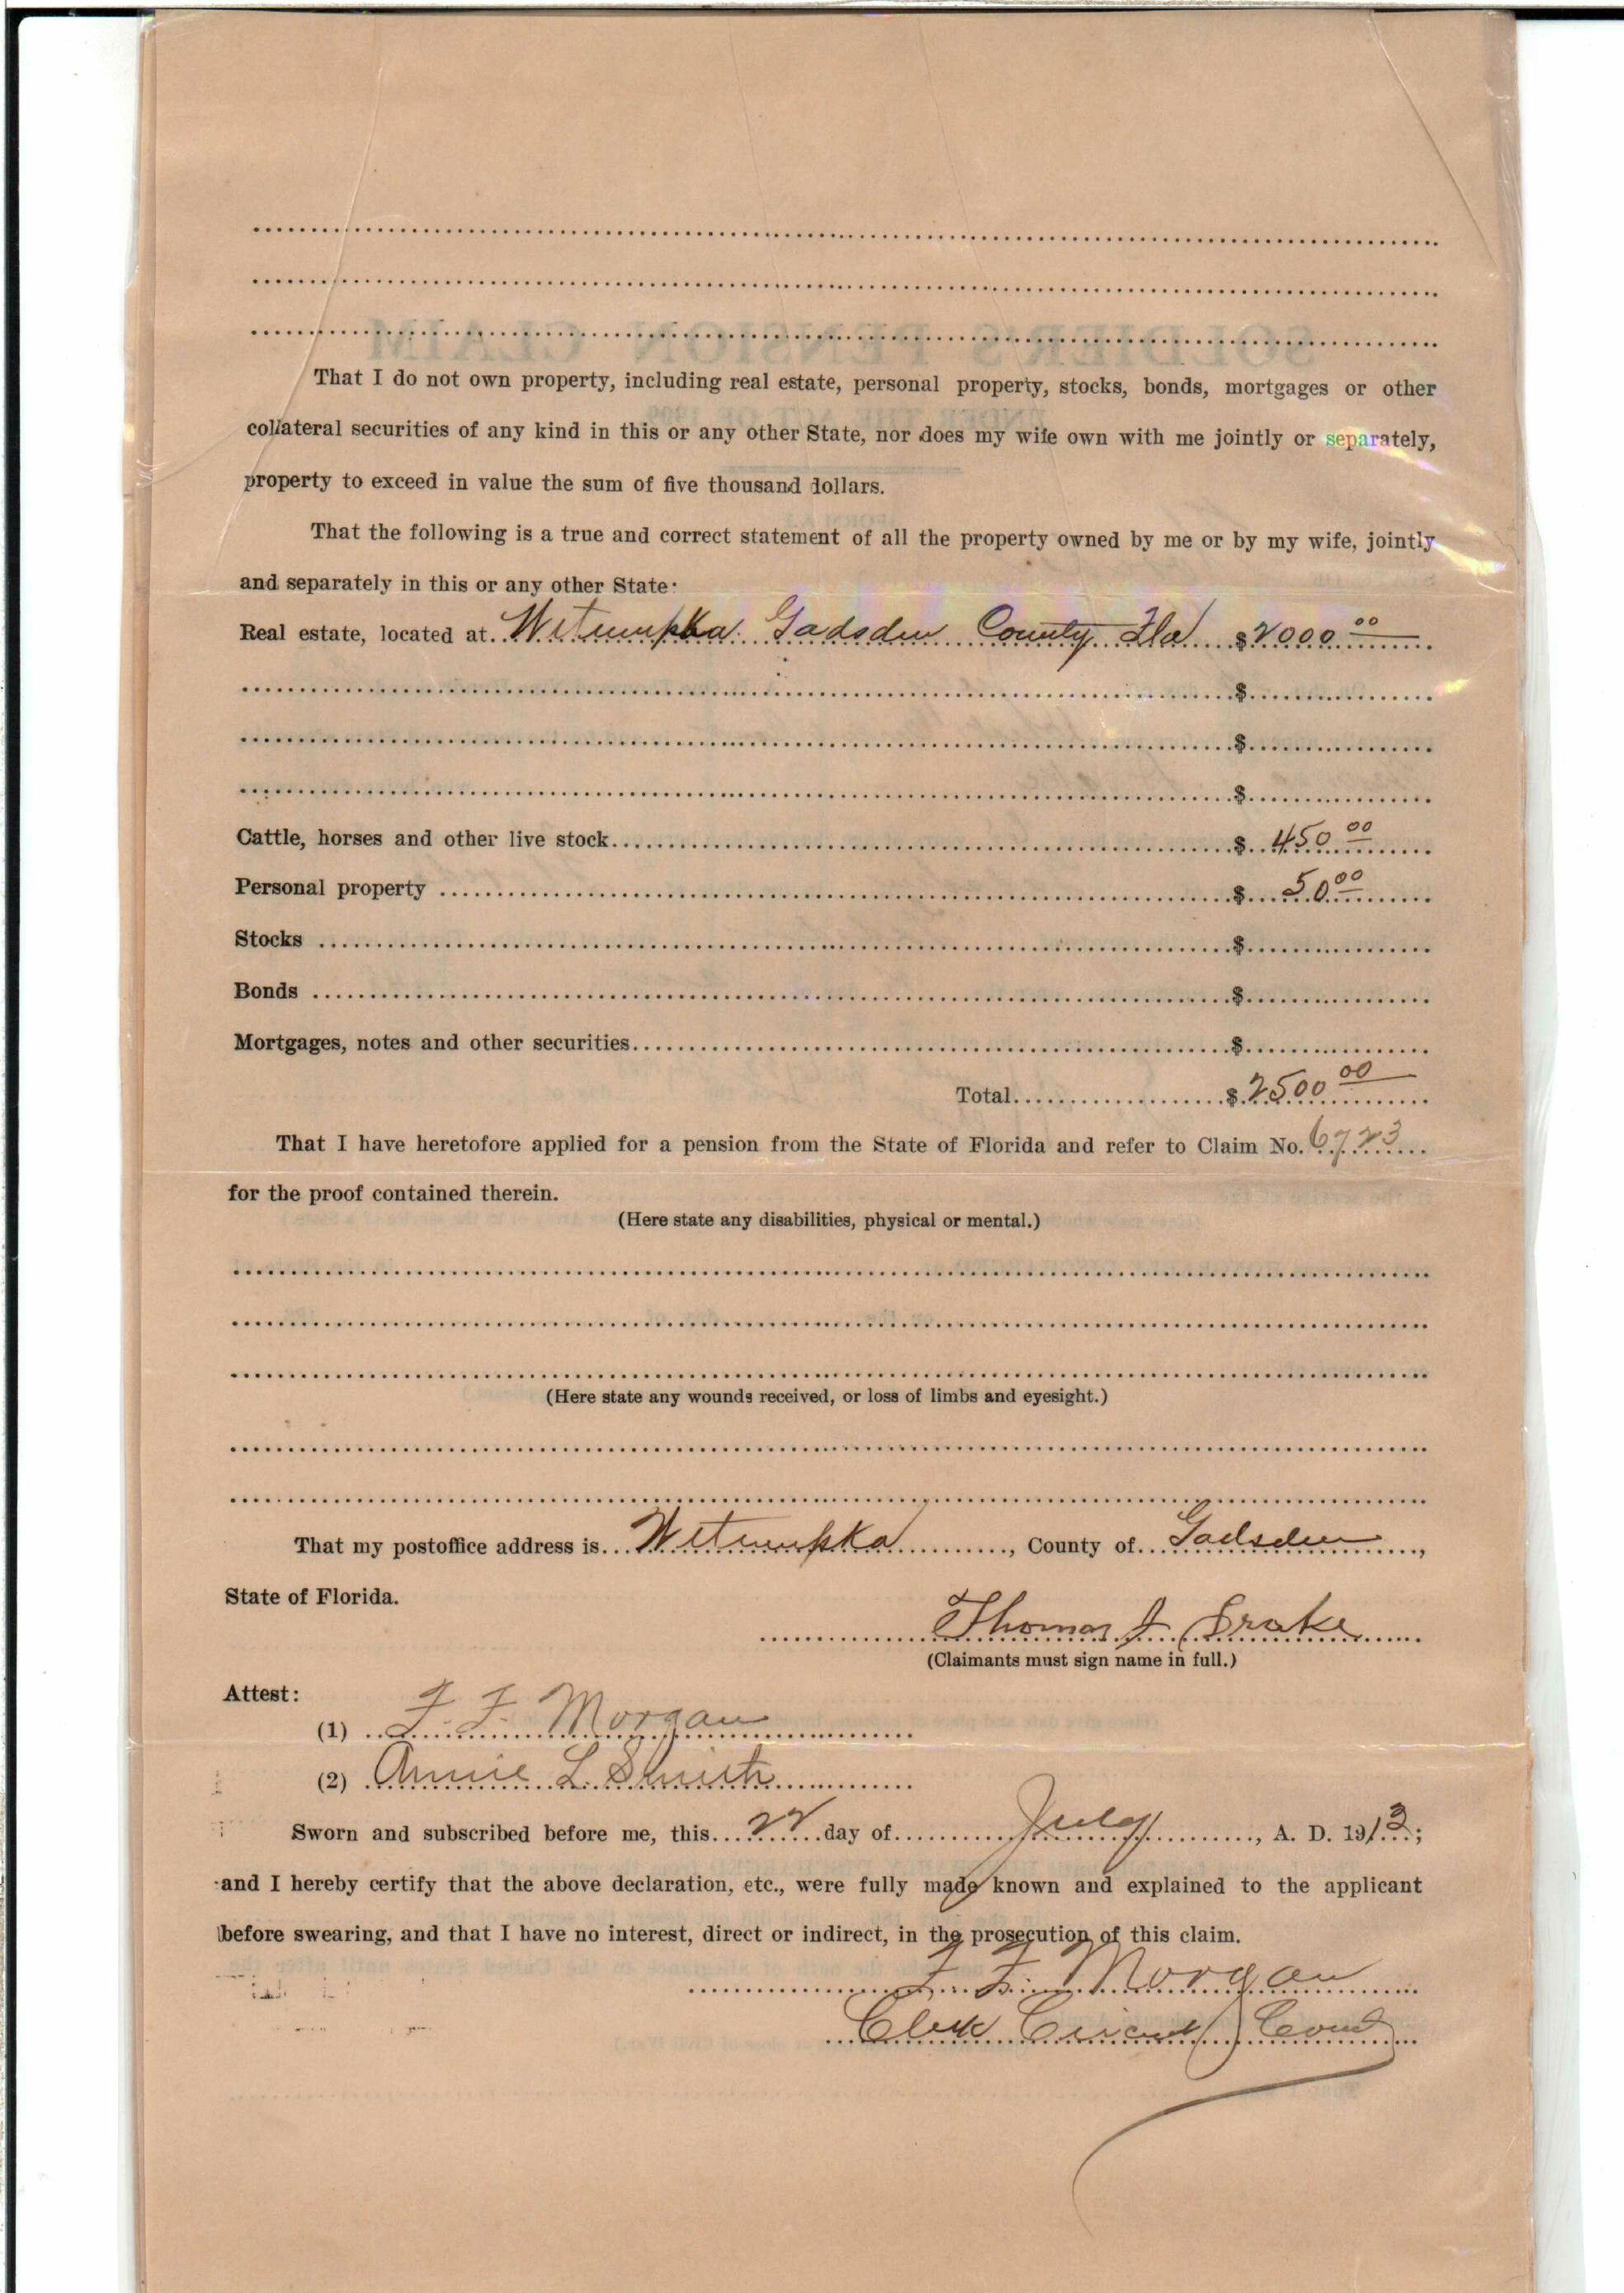 That I do not own property, including real estate, personal property, stocks, bonds, mortgages or other
collateral securities of any kind in this or any other State, nor does my wife own with me jointly or separately,
property to exceed in value the sum of five thousand dollars.
That the following is a true and correct statement of all the property owned by me or by my wife, jointly
and separately in this or any other State:
Real estate, located at Wetumpka Gadsden County Fla $2000.00
$
$
$
Cattle, horses and other live stock $ 450.00
Personal property $ 50.00
Stocks $
Bonds $
Mortgages, notes and other securities $
Total $2500.00
That I have heretofore applied for a pension from the State of Florida and refer to Claim No. 6723
for the proof contained therein.
(Here state any disabilities, physical or mental.)
(Here state any wounds received, or loss of limbs and eyesight.)
That my postoffice address is Wetumpka, County of Gadsden,
State of Florida.
Thomas J Drake
(Claimants must sign name in full.)
Attest:
(1) F. F. Morgan
(2) Annie L Smith
Sworn and subscribed before me, this 22 day of July, A. D. 1913;
and I hereby certify that the above declaration, etc., were fully made known and explained to the applicant
before swearing, and that I have no interest, direct or indirect, in the prosecution of this claim.
F. F. Morgan
Clerk Circuit Court